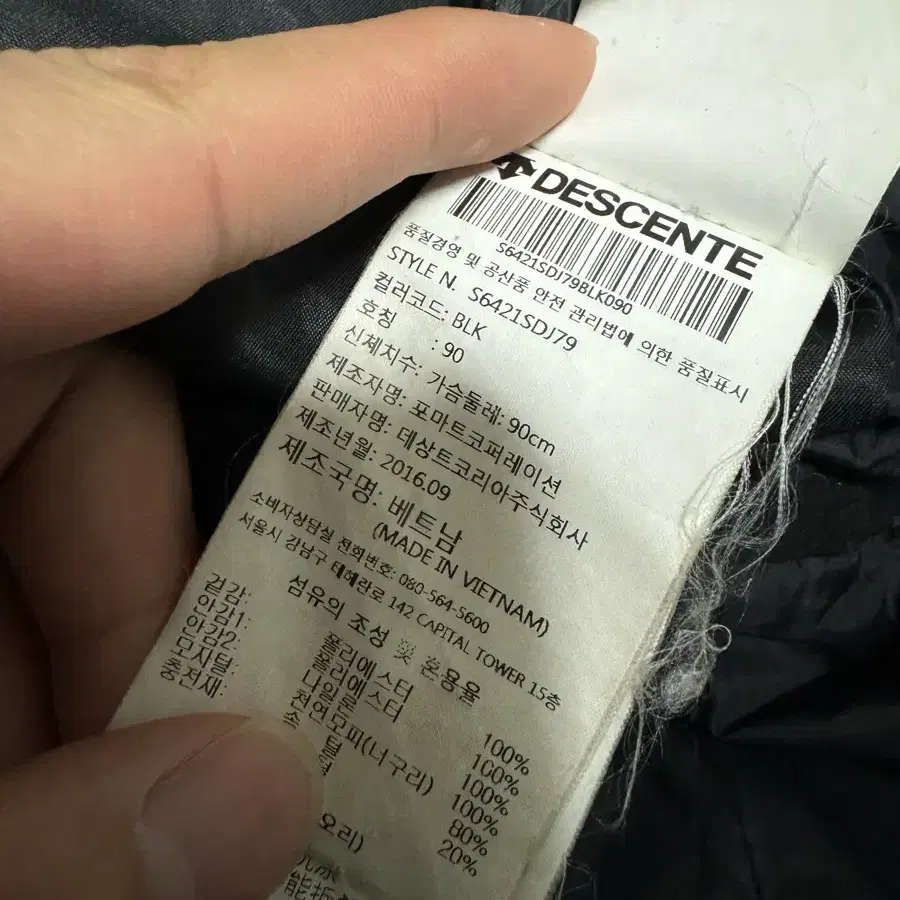 DESCENTE
S6421SDJ79BLK090
품질경영 및 공산품 안전 관리법에 의한 품질표시
STYLE N. S6421SDJ79
컬러코드: BLK
호칭 : 90
신체치수: 가슴둘레: 90cm
제조자명: 포마트코퍼레이션
판매자명: 데상트코리아주식회사
제조년월: 2016.09
제조국명: 베트남
(MADE IN VIETNAM)
소비자상담실 전화번호: 080-564-5600
서울시 강남구 테헤란로 142 CAPITAL TOWER 15층
섬유의 조성 및 혼용율
겉감: 폴리에스터 100%
안감1: 폴리에스터 100%
안감2: 나일론 100%
모자털: 천연모피(너구리) 100%
충전재: 솜털 80%
털 20%
오리)